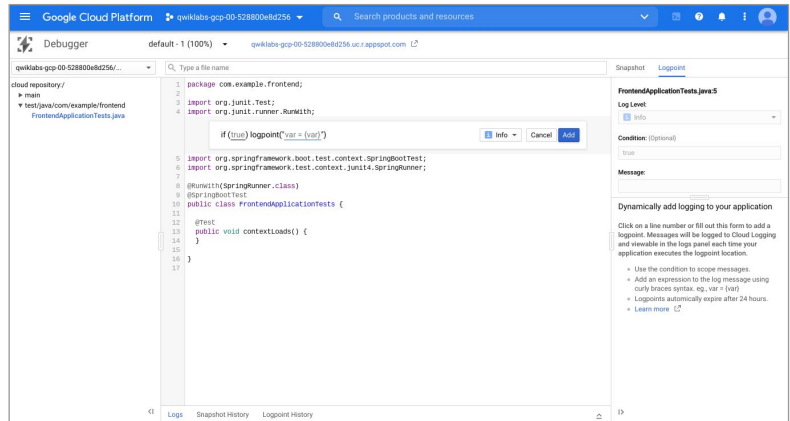 Google Cloud Platform
qwiklabs-gcp-00-528800e8d256
Search products and resources
Debugger
default - 1 (100%)
qwiklabs-gcp-00-528800e8d256.uc.r.appspot.com
qwiklabs-gcp-00-528800e8d256/...
Type a file name
Snapshot
Logpoint
cloud repository:/
main
test/java/com/example/frontend
FrontendApplicationTests.java
1 package com.example.frontend;
2
3 import org.junit.Test;
4 import org.junit.runner.RunWith;
if (true) logpoint("var = {var}")
i Info
Cancel
Add
5 import org.springframework.boot.test.context.SpringBootTest;
6 import org.springframework.test.context.junit4.SpringRunner;
7
8 @RunWith(SpringRunner.class)
9 @SpringBootTest
10 public class FrontendApplicationTests {
11
12 @Test
13 public void contextLoads() {
14 }
15
16 }
17
FrontendApplicationTests.java:5
Log Level:
i Info
Condition: (Optional)
true
Message:
Dynamically add logging to your application
Click on a line number or fill out this form to add a
logpoint. Messages will be logged to Cloud Logging
and viewable in the logs panel each time your
application executes the logpoint location.
Use the condition to scope messages.
Add an expression to the log message using
curly braces syntax. eg., var = {var}
Logpoints automically expire after 24 hours.
Learn more
Logs
Snapshot History
Logpoint History